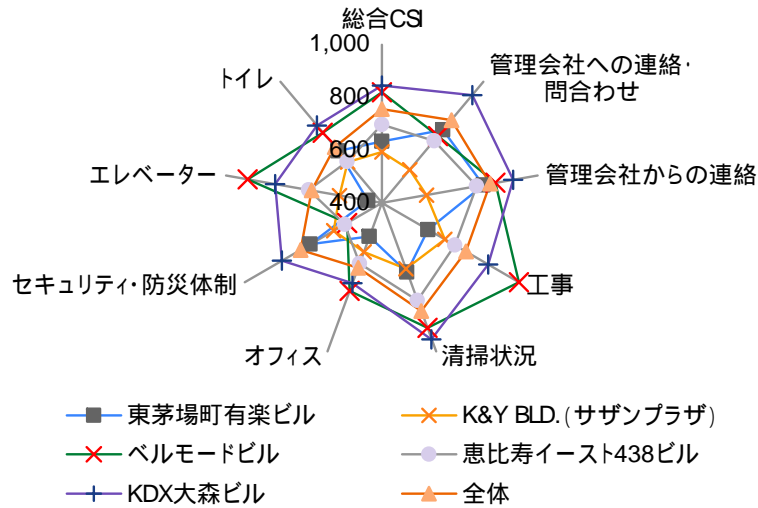 総合CSI
1,000
800
600
400
管理会社への連絡・
問合わせ
管理会社からの連絡
工事
清掃状況
オフィス
セキュリティ・防災体制
エレベーター
トイレ
東茅場町有楽ビル
K&Y BLD.(サザンプラザ)
ベルモードビル
恵比寿イースト438ビル
KDX大森ビル
全体